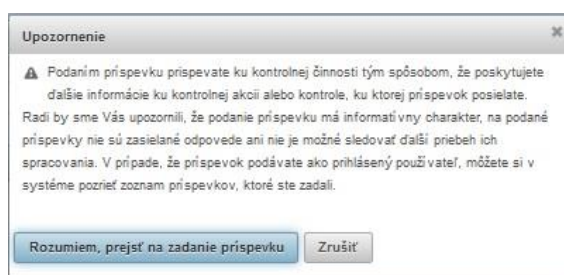 Upozornenie
Podaním príspevku prispevate ku kontrolnej činnosti tým spôsobom, že poskytujete
ďalšie informácie ku kontrolnej akcii alebo kontrole, ku ktorej príspevok posielate.
Radi by sme Vás upozornili, že podanie príspevku má informatívny charakter, na podané
príspevky nie sú zasielané odpovede ani nie je možné sledovať ďalší priebeh ich
spracovania. V prípade, že príspevok podávate ako prihlásený používateľ, môžete si v
systéme pozrieť zoznam príspevkov, ktoré ste zadali.
Rozumiem, prejsť na zadanie príspevku Zrušiť